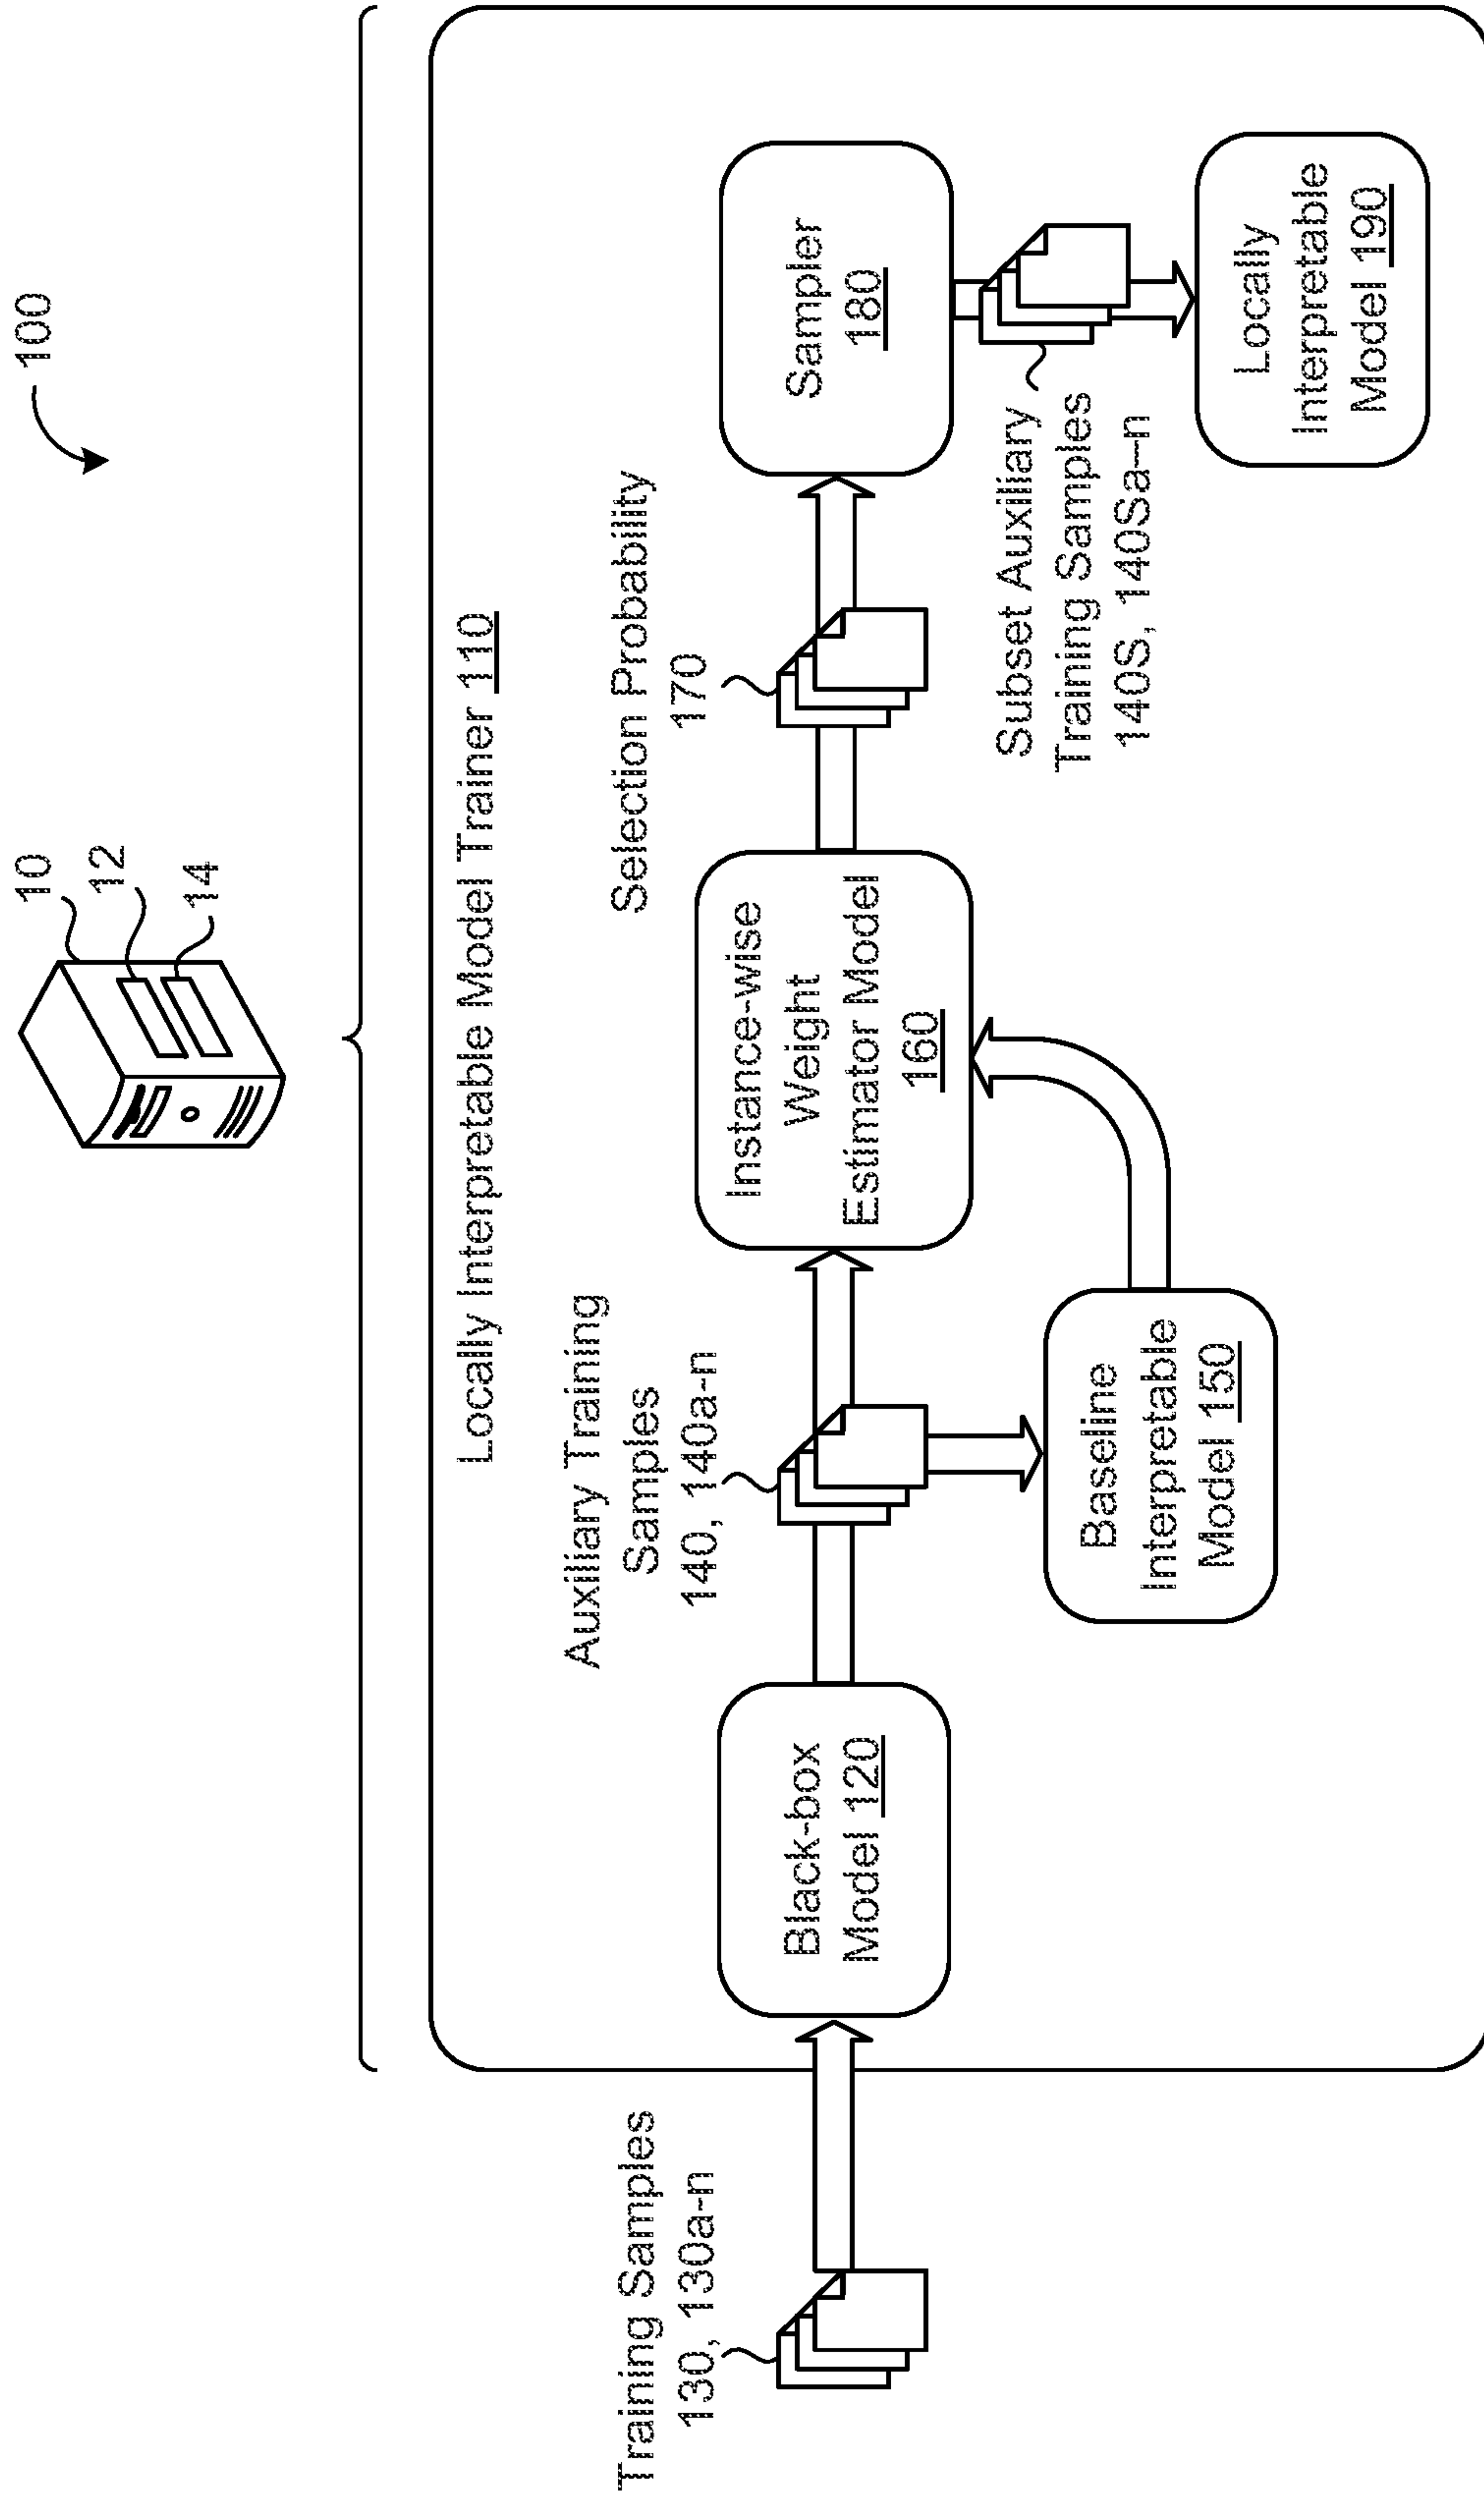 100
10
12
14
Locally Interpretable Model Trainer 110
Training Samples
130, 130a-n
Black-box
Model 120
Auxiliary Training
Samples
140, 140a-n
Baseline
Interpretable
Model 150
Instance-wise
Weight
Estimator Model
160
Selection Probability
170
Sampler
180
Subset Auxiliary
Training Samples
140S, 140Sa–n
Locally
Interpretable
Model 190